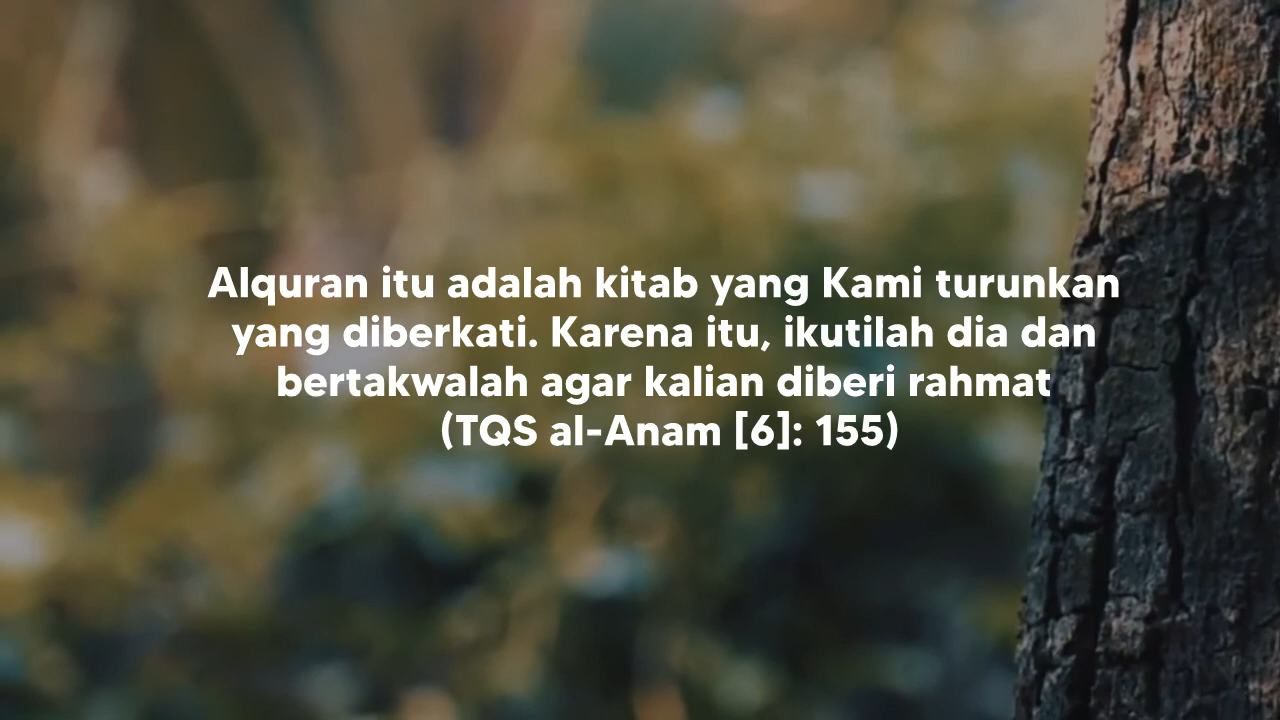 Alquran itu adalah kitab yang Kami turunkan
yang diberkati. Karena itu, ikutilah dia dan
bertakwalah agar kalian diberi rahmat
(TQS al-Anam [6]: 155)